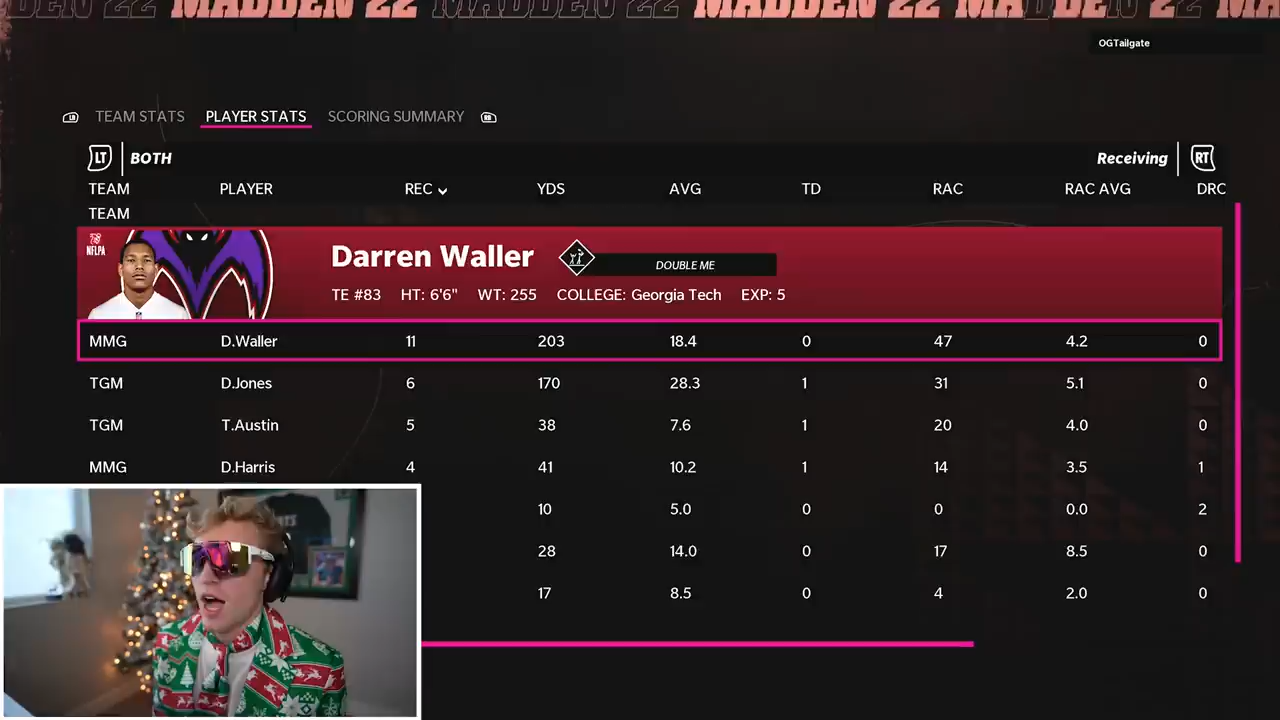 DEN 22 MADDEN 22 MADDEN 22 MADDEN 22 MADDEN 22 MA
OGTailgate
LB TEAM STATS PLAYER STATS SCORING SUMMARY RB
LT BOTH Receiving RT
TEAM PLAYER REC YDS AVG TD RAC RAC AVG DRC
TEAM
NFLPA
Darren Waller DOUBLE ME
TE #83 HT: 6'6" WT: 255 COLLEGE: Georgia Tech EXP: 5
MMG D.Waller 11 203 18.4 0 47 4.2 0
TGM D.Jones 6 170 28.3 1 31 5.1 0
TGM T.Austin 5 38 7.6 1 20 4.0 0
MMG D.Harris 4 41 10.2 1 14 3.5 1
10 5.0 0 0 0.0 2
28 14.0 0 17 8.5 0
17 8.5 0 4 2.0 0